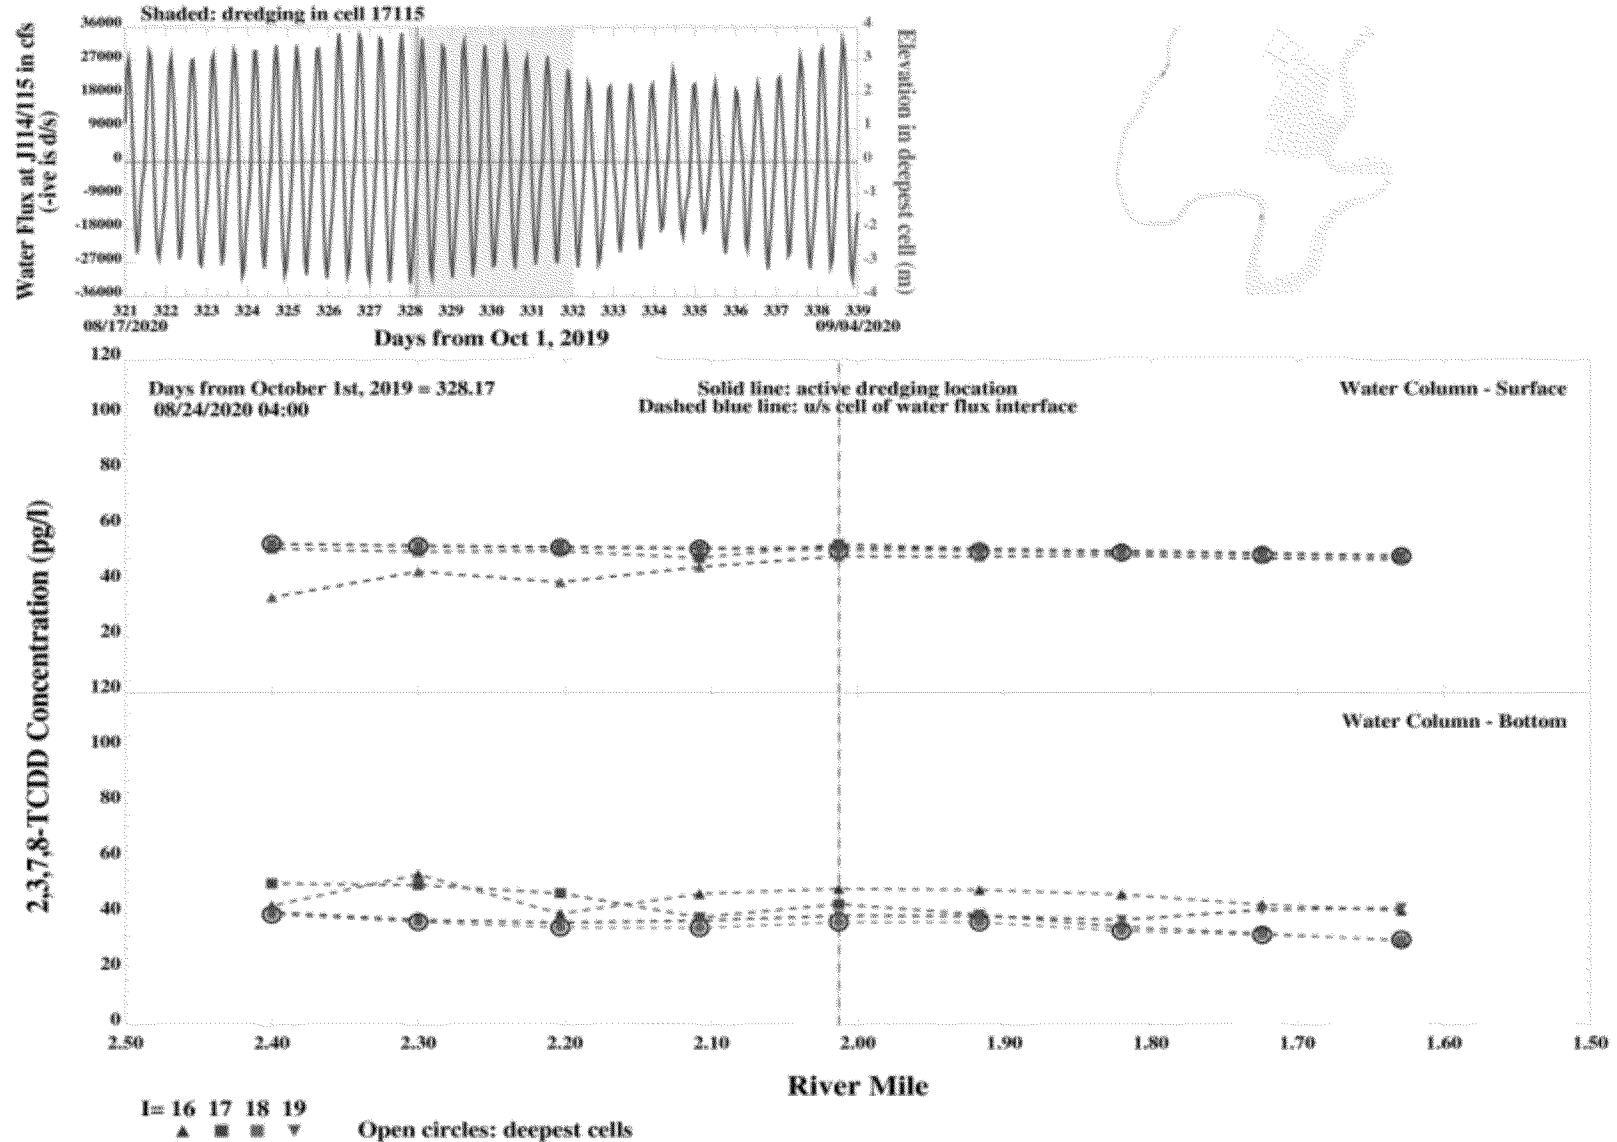 Shaded: dredging in cell 17115
Water Flux at J114/115 in cfs
(-ive is d/s)
36000
27000
18000
9000
0
-9000
-18000
-27000
-36000
4
3
2
1
0
-1
-2
-3
-4
Elevation in deepest cell (m)
321 322 323 324 325 326 327 328 329 330 331 332 333 334 335 336 337 338 339
08/17/2020 09/04/2020
Days from Oct 1, 2019
2,3,7,8-TCDD Concentration (pg/l)
120
100
80
60
40
20
Days from October 1st, 2019 = 328.17
08/24/2020 04:00
Solid line: active dredging location
Dashed blue line: u/s cell of water flux interface
Water Column - Surface
120
100
80
60
40
20
0
Water Column - Bottom
2.50 2.40 2.30 2.20 2.10 2.00 1.90 1.80 1.70 1.60 1.50
River Mile
I= 16 17 18 19
Open circles: deepest cells